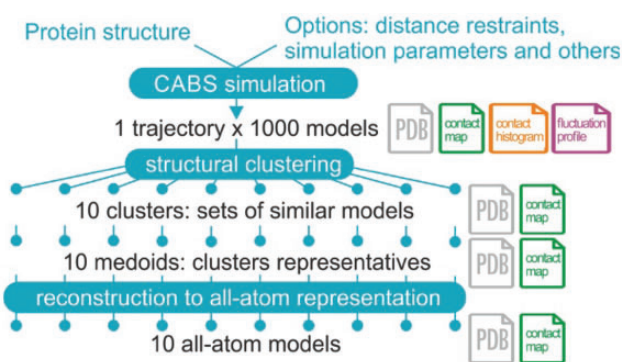 Protein structure
Options: distance restraints,
simulation parameters and others
CABS simulation
1 trajectory x 1000 models
PDB
contact
map
contact
histogram
fluctuation
profile
structural clustering
10 clusters: sets of similar models
PDB
contact
map
10 medoids: clusters representatives
PDB
contact
map
reconstruction to all-atom representation
10 all-atom models
PDB
contact
map